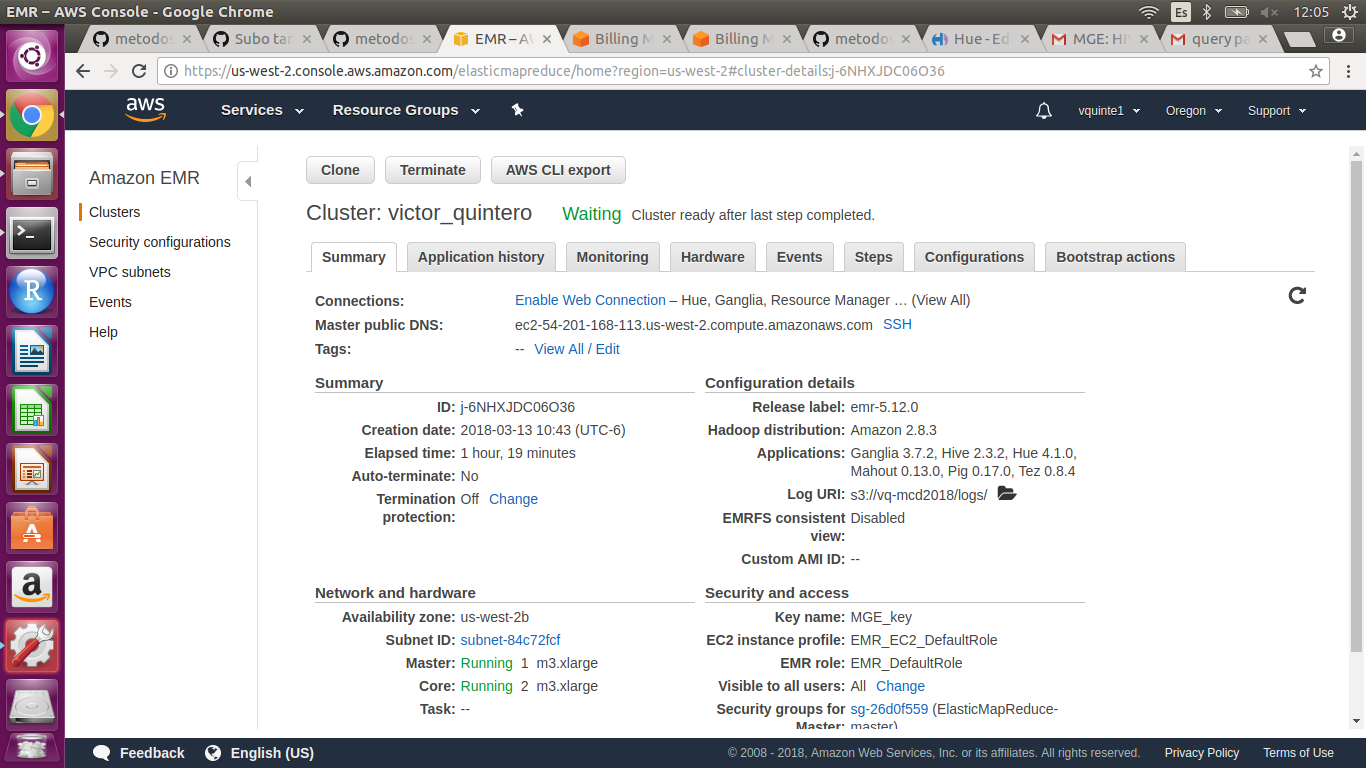 EMR – AWS Console - Google Chrome
Es
12:05
metodos
Subo tar
metodos
EMR – AW
Billing M
Billing M
metodos
Hue - Ed
MGE: HIV
query pa
https://us-west-2.console.aws.amazon.com/elasticmapreduce/home?region=us-west-2#cluster-details:j-6NHXJDC06O36
aws
Services
Resource Groups
vquinte1
Oregon
Support
Amazon EMR
Clusters
Security configurations
VPC subnets
Events
Help
Clone
Terminate
AWS CLI export
Cluster: victor_quintero
Waiting
Cluster ready after last step completed.
Summary
Application history
Monitoring
Hardware
Events
Steps
Configurations
Bootstrap actions
Connections:
Enable Web Connection – Hue, Ganglia, Resource Manager … (View All)
Master public DNS:
ec2-54-201-168-113.us-west-2.compute.amazonaws.com SSH
Tags:
-- View All / Edit
Summary
ID: j-6NHXJDC06O36
Creation date: 2018-03-13 10:43 (UTC-6)
Elapsed time: 1 hour, 19 minutes
Auto-terminate: No
Termination Off Change
protection:
Configuration details
Release label: emr-5.12.0
Hadoop distribution: Amazon 2.8.3
Applications: Ganglia 3.7.2, Hive 2.3.2, Hue 4.1.0,
Mahout 0.13.0, Pig 0.17.0, Tez 0.8.4
Log URI: s3://vq-mcd2018/logs/
EMRFS consistent Disabled
view:
Custom AMI ID: --
Network and hardware
Availability zone: us-west-2b
Subnet ID: subnet-84c72fcf
Master: Running 1 m3.xlarge
Core: Running 2 m3.xlarge
Task: --
Security and access
Key name: MGE_key
EC2 instance profile: EMR_EC2_DefaultRole
EMR role: EMR_DefaultRole
Visible to all users: All Change
Security groups for sg-26d0f559 (ElasticMapReduce-
Master: master)
Feedback
English (US)
© 2008 - 2018, Amazon Web Services, Inc. or its affiliates. All rights reserved.
Privacy Policy
Terms of Use